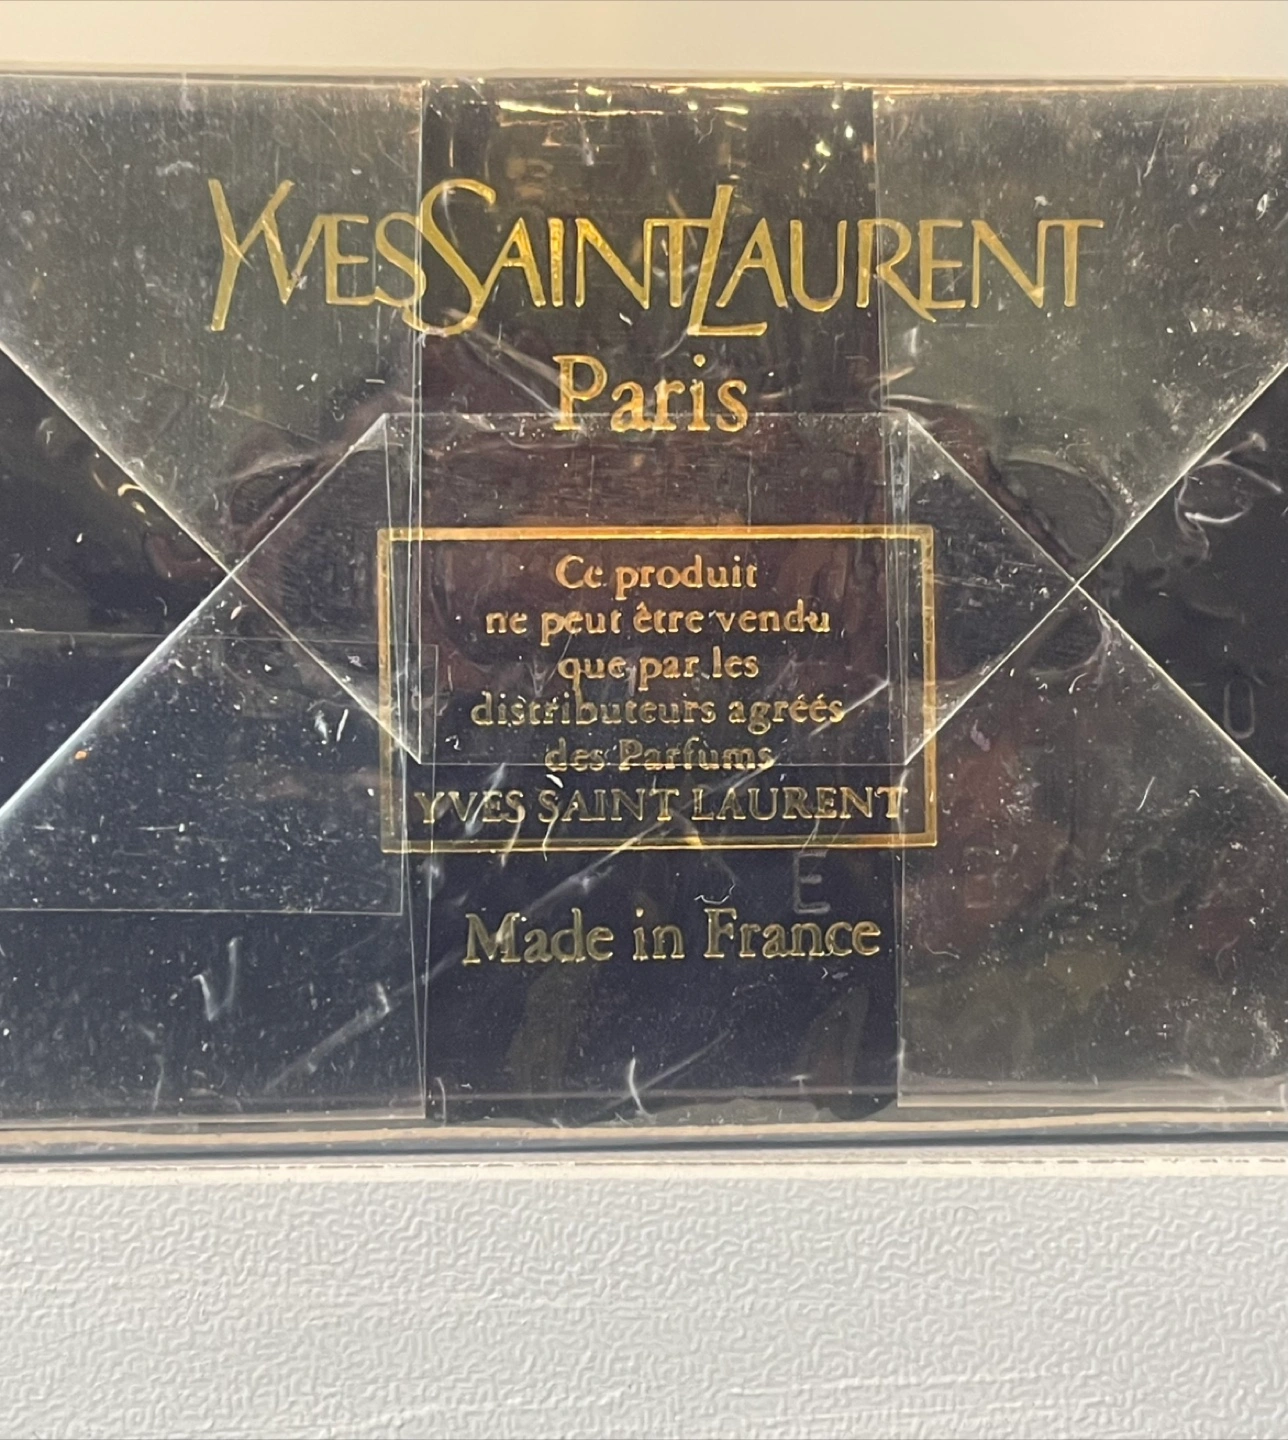 YVES SAINT LAURENT
Paris
Ce produit
ne peut être vendu
que par les
distributeurs agréés
des Parfums
YVES SAINT LAURENT
Made in France